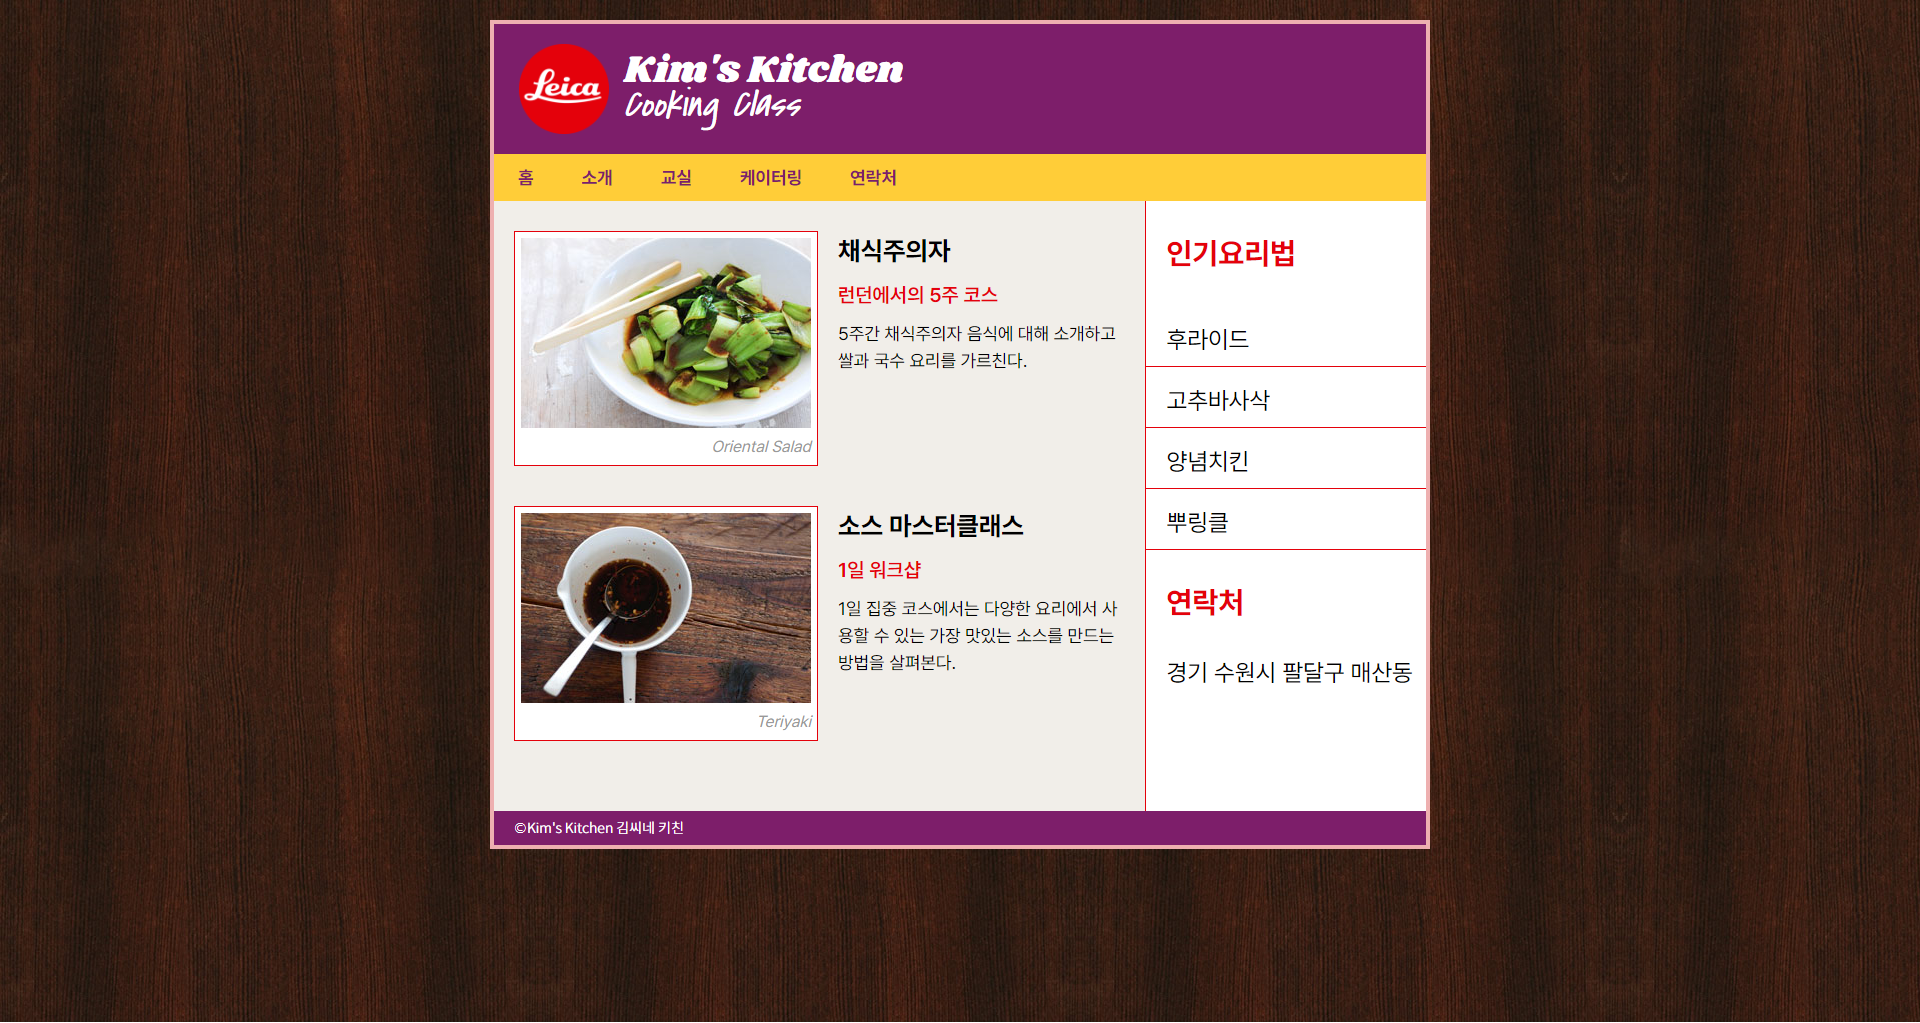 Leica
Kim's Kitchen
Cooking Class
홈 소개 교실 케이터링 연락처
채식주의자
런던에서의 5주 코스
5주간 채식주의자 음식에 대해 소개하고
쌀과 국수 요리를 가르친다.
Oriental Salad
소스 마스터클래스
1일 워크샵
1일 집중 코스에서는 다양한 요리에서 사
용할 수 있는 가장 맛있는 소스를 만드는
방법을 살펴본다.
Teriyaki
인기요리법
후라이드
고추바사삭
양념치킨
뿌링클
연락처
경기 수원시 팔달구 매산동
©Kim's Kitchen 김씨네 키친